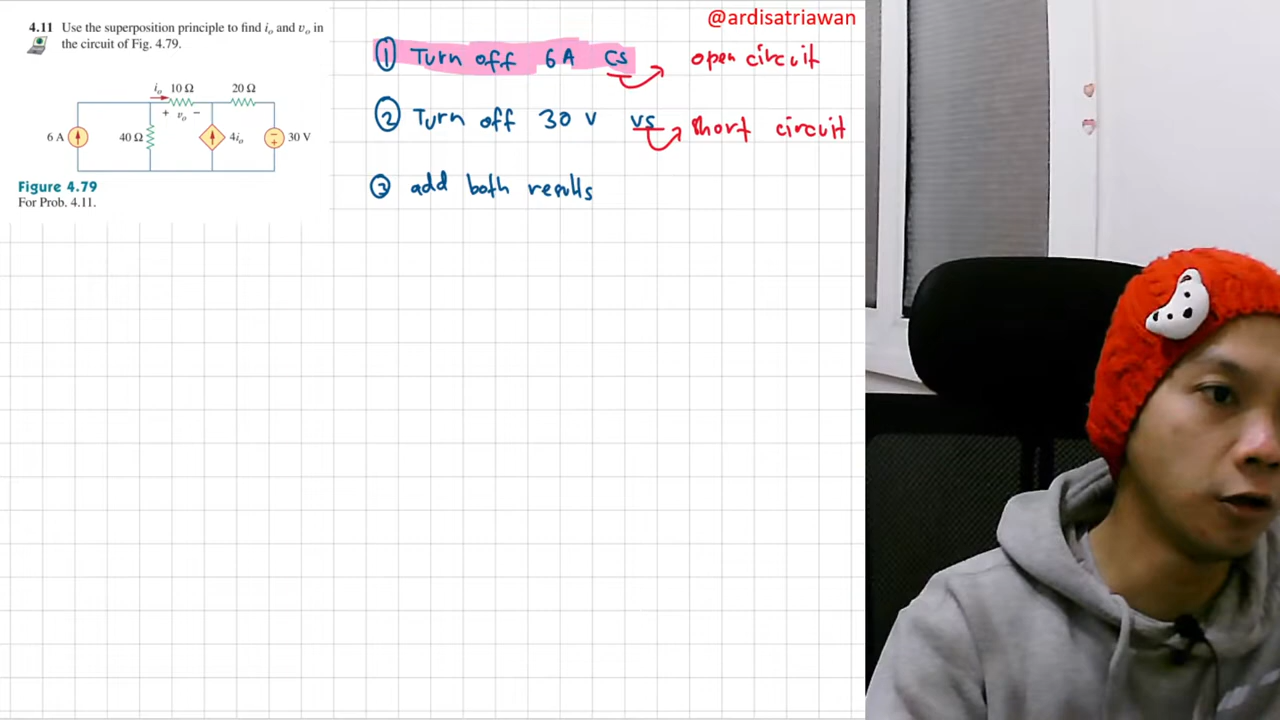 @ardisatriawan
4.11 Use the superposition principle to find i_o and v_o in
the circuit of Fig. 4.79.
i_o 10 Ω 20 Ω
+ v_o −
6 A 40 Ω 4i_o − + 30 V
Figure 4.79
For Prob. 4.11.
① Turn off 6 A CS open circuit
② Turn off 30 V VS short circuit
③ add both results